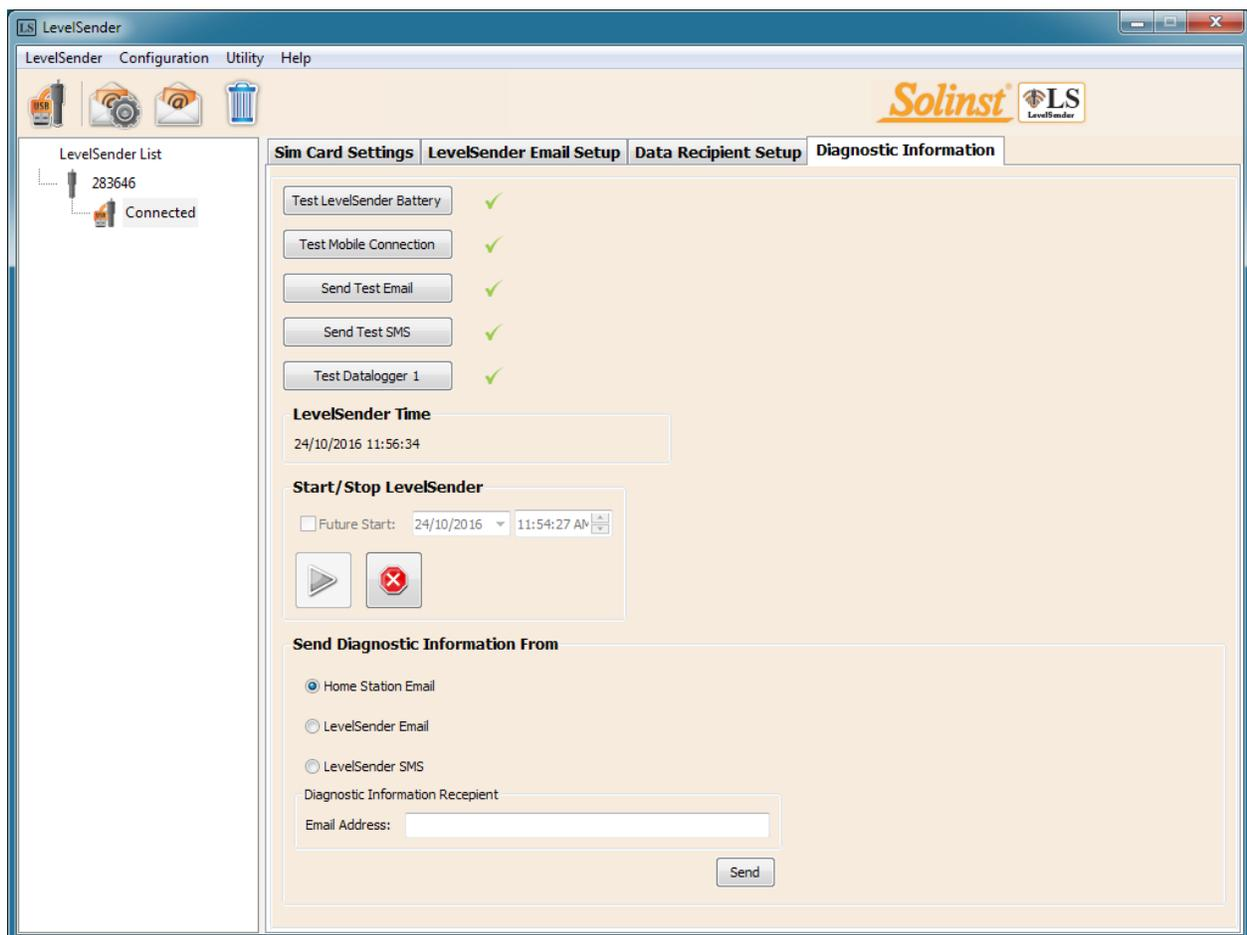 LS LevelSender
LevelSender Configuration Utility Help
USB
Solinst LS
LevelSender
LevelSender List
283646
USB Connected
Sim Card Settings LevelSender Email Setup Data Recipient Setup Diagnostic Information
Test LevelSender Battery
Test Mobile Connection
Send Test Email
Send Test SMS
Test Datalogger 1
LevelSender Time
24/10/2016 11:56:34
Start/Stop LevelSender
Future Start: 24/10/2016 11:54:27 AM
Send Diagnostic Information From
Home Station Email
LevelSender Email
LevelSender SMS
Diagnostic Information Recepient
Email Address:
Send